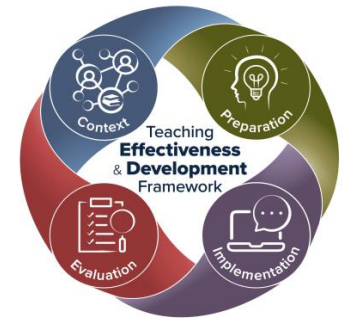 Context
Preparation
Teaching
Effectiveness
& Development
Framework
Evaluation
Implementation